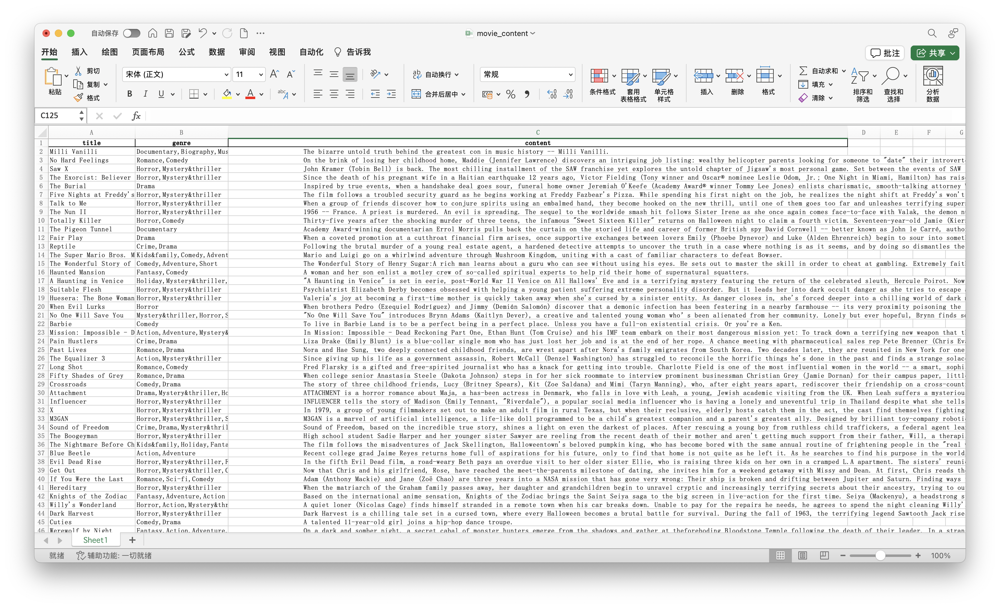 自动保存 movie_content
开始 插入 绘图 页面布局 公式 数据 审阅 视图 自动化 告诉我 批注 共享
粘贴 剪切 复制 格式 宋体 (正文) 11 自动换行 常规 条件格式 套用 表格格式 单元格 样式 插入 删除 格式 自动求和 填充 清除 排序和 筛选 查找和 选择 分析 数据
B I U 合并后居中
C125 fx
A B C D E F G
1 title genre content
2 Milli Vanilli Documentary,Biography,Mus The bizarre untold truth behind the greatest con in music history -- Milli Vanilli.
3 No Hard Feelings Romance,Comedy On the brink of losing her childhood home, Maddie (Jennifer Lawrence) discovers an intriguing job listing: wealthy helicopter parents looking for someone to "date" their introvert
4 Saw X Horror,Mystery&thriller John Kramer (Tobin Bell) is back. The most chilling installment of the SAW franchise yet explores the untold chapter of Jigsaw's most personal game. Set between the events of SAW
5 The Exorcist: Believer Horror,Mystery&thriller Since the death of his pregnant wife in a Haitian earthquake 12 years ago, Victor Fielding (Tony winner and Oscar® nominee Leslie Odom, Jr.; One Night in Miami, Hamilton) has rais
6 The Burial Drama Inspired by true events, when a handshake deal goes sour, funeral home owner Jeremiah O'Keefe (Academy Award® winner Tommy Lee Jones) enlists charismatic, smooth-talking attorney
7 Five Nights at Freddy's Horror,Mystery&thriller The film follows a troubled security guard as he begins working at Freddy Fazbear's Pizza. While spending his first night on the job, he realizes the night shift at Freddy's won't
8 Talk to Me Horror,Mystery&thriller When a group of friends discover how to conjure spirits using an embalmed hand, they become hooked on the new thrill, until one of them goes too far and unleashes terrifying super
9 The Nun II Horror,Mystery&thriller 1956 -- France. A priest is murdered. An evil is spreading. The sequel to the worldwide smash hit follows Sister Irene as she once again comes face-to-face with Valak, the demon n
10 Totally Killer Horror,Comedy Thirty-five years after the shocking murder of three teens, the infamous "Sweet Sixteen Killer" returns on Halloween night to claim a fourth victim. Seventeen-year-old Jamie (Kier
11 The Pigeon Tunnel Documentary Academy Award-winning documentarian Errol Morris pulls back the curtain on the storied life and career of former British spy David Cornwell -- better known as John le Carré, autho
12 Fair Play Drama When a coveted promotion at a cutthroat financial firm arises, once supportive exchanges between lovers Emily (Phoebe Dynevor) and Luke (Alden Ehrenreich) begin to sour into somet
13 Reptile Crime,Drama Following the brutal murder of a young real estate agent, a hardened detective attempts to uncover the truth in a case where nothing is as it seems, and by doing so dismantles the
14 The Super Mario Bros. M Kids&family,Comedy,Advent Mario and Luigi go on a whirlwind adventure through Mushroom Kingdom, uniting with a cast of familiar characters to defeat Bowser.
15 The Wonderful Story of Comedy,Adventure,Short The Wonderful Story of Henry Sugar:A rich man learns about a guru who can see without using his eyes. He sets out to master the skill in order to cheat at gambling. Extremely fait
16 Haunted Mansion Fantasy,Comedy A woman and her son enlist a motley crew of so-called spiritual experts to help rid their home of supernatural squatters.
17 A Haunting in Venice Holiday,Mystery&thriller, "A Haunting in Venice" is set in eerie, post-World War II Venice on All Hallows' Eve and is a terrifying mystery featuring the return of the celebrated sleuth, Hercule Poirot. Now
18 Suitable Flesh Horror,Mystery&thriller Psychiatrist Elizabeth Derby becomes obsessed with helping a young patient suffering extreme personality disorder. But it leads her into dark occult danger as she tries to escape
19 Huesera: The Bone Woman Horror,Mystery&thriller Valeria's joy at becoming a first-time mother is quickly taken away when she's cursed by a sinister entity. As danger closes in, she's forced deeper into a chilling world of dark
20 When Evil Lurks Horror When brothers Pedro (Ezequiel Rodríguez) and Jimmy (Demián Salomón) discover that a demonic infection has been festering in a nearby farmhouse -- its very proximity poisoning the
21 No One Will Save You Mystery&thriller,Horror,S "No One Will Save You" introduces Brynn Adams (Kaitlyn Dever), a creative and talented young woman who’s been alienated from her community. Lonely but ever hopeful, Brynn finds so
22 Barbie Comedy To live in Barbie Land is to be a perfect being in a perfect place. Unless you have a full-on existential crisis. Or you're a Ken.
23 Mission: Impossible - D Action,Adventure,Mystery& In Mission: Impossible - Dead Reckoning Part One, Ethan Hunt (Tom Cruise) and his IMF team embark on their most dangerous mission yet: To track down a terrifying new weapon that t
24 Pain Hustlers Crime,Drama Liza Drake (Emily Blunt) is a blue-collar single mom who has just lost her job and is at the end of her rope. A chance meeting with pharmaceutical sales rep Pete Brenner (Chris Ev
25 Past Lives Romance,Drama Nora and Hae Sung, two deeply connected childhood friends, are wrest apart after Nora's family emigrates from South Korea. Two decades later, they are reunited in New York for one
26 The Equalizer 3 Action,Mystery&thriller Since giving up his life as a government assassin, Robert McCall (Denzel Washington) has struggled to reconcile the horrific things he's done in the past and finds a strange solac
27 Long Shot Romance,Comedy Fred Flarsky is a gifted and free-spirited journalist who has a knack for getting into trouble. Charlotte Field is one of the most influential women in the world -- a smart, sophi
28 Fifty Shades of Grey Romance,Drama When college senior Anastasia Steele (Dakota Johnson) steps in for her sick roommate to interview prominent businessman Christian Grey (Jamie Dornan) for their campus paper, littl
29 Crossroads Comedy,Drama The story of three childhood friends, Lucy (Britney Spears), Kit (Zoe Saldana) and Mimi (Taryn Manning), who, after eight years apart, rediscover their friendship on a cross-count
30 Attachment Drama,Mystery&thriller,Ho ATTACHMENT is a horror romance about Maja, a has-been actress in Denmark, who falls in love with Leah, a young, Jewish academic visiting from the UK. When Leah suffers a mysteriou
31 Influencer Horror,Mystery&thriller INFLUENCER tells the story of Madison (Emily Tennant, "Riverdale"), a popular social media influencer who is having a lonely and uneventful trip in Thailand despite what she tells
32 X Horror,Mystery&thriller In 1979, a group of young filmmakers set out to make an adult film in rural Texas, but when their reclusive, elderly hosts catch them in the act, the cast find themselves fighting
33 M3GAN Horror,Mystery&thriller,S M3GAN is a marvel of artificial intelligence, a life-like doll programmed to be a child's greatest companion and a parent's greatest ally. Designed by brilliant toy-company roboti
34 Sound of Freedom Crime,Drama,Mystery&thril Sound of Freedom, based on the incredible true story, shines a light on even the darkest of places. After rescuing a young boy from ruthless child traffickers, a federal agent lea
35 The Boogeyman Horror,Mystery&thriller High school student Sadie Harper and her younger sister Sawyer are reeling from the recent death of their mother and aren't getting much support from their father, Will, a therapi
36 The Nightmare Before Ch Kids&family,Holiday,Fanta The film follows the misadventures of Jack Skellington, Halloweentown's beloved pumpkin king, who has become bored with the same annual routine of frightening people in the "real
37 Blue Beetle Action,Adventure Recent college grad Jaime Reyes returns home full of aspirations for his future, only to find that home is not quite as he left it. As he searches to find his purpose in the world
38 Evil Dead Rise Horror,Mystery&thriller,F In the fifth Evil Dead film, a road-weary Beth pays an overdue visit to her older sister Ellie, who is raising three kids on her own in a cramped L.A apartment. The sisters' reuni
39 Get Out Horror,Mystery&thriller,C Now that Chris and his girlfriend, Rose, have reached the meet-the-parents milestone of dating, she invites him for a weekend getaway with Missy and Dean. At first, Chris reads th
40 If You Were the Last Romance,Sci-fi,Comedy Adam (Anthony Mackie) and Jane (Zoë Chao) are three years into a NASA mission that has gone very wrong: Their ship is broken and drifting between Jupiter and Saturn. Finding ways
41 Hereditary Horror,Mystery&thriller When the matriarch of the Graham family passes away, her daughter and grandchildren begin to unravel cryptic and increasingly terrifying secrets about their ancestry, trying to ou
42 Knights of the Zodiac Fantasy,Adventure,Action Based on the international anime sensation, Knights of the Zodiac brings the Saint Seiya saga to the big screen in live-action for the first time. Seiya (Mackenyu), a headstrong s
43 Willy's Wonderland Horror,Action,Mystery&thr A quiet loner (Nicolas Cage) finds himself stranded in a remote town when his car breaks down. Unable to pay for the repairs he needs, he agrees to spend the night cleaning Willy'
44 Dark Harvest Horror,Mystery&thriller Dark Harvest is a chilling tale set in a cursed town, where every Halloween becomes a brutal battle for survival. During the fall of 1963, the terrifying legend Sawtooth Jack rise
45 Cuties Comedy,Drama A talented 11-year-old girl joins a hip-hop dance troupe.
46 Werewolf by Night Fantasy,Action,Adventure, On a dark and somber night, a secret cabal of monster hunters emerge from the shadows and gather at theforeboding Bloodstone Temple following the death of their leader. In a stran
Sheet1
就绪 辅助功能: 一切就绪 100%